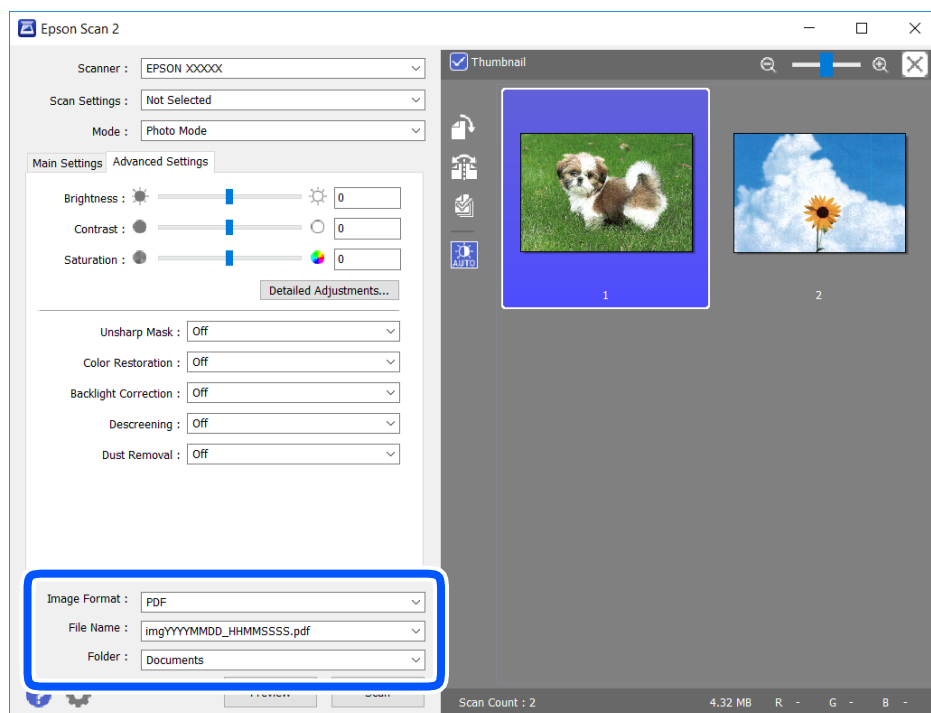 Epson Scan 2
Scanner : EPSON XXXXX
Scan Settings : Not Selected
Mode : Photo Mode
Main Settings Advanced Settings
Brightness : 0
Contrast : 0
Saturation : 0
Detailed Adjustments...
Unsharp Mask : Off
Color Restoration : Off
Backlight Correction : Off
Descreening : Off
Dust Removal : Off
Image Format : PDF
File Name : imgYYYYMMDD_HHMMSSSS.pdf
Folder : Documents
Preview Scan
Thumbnail
AUTO
1 2
Scan Count : 2 4.32 MB R - G - B -